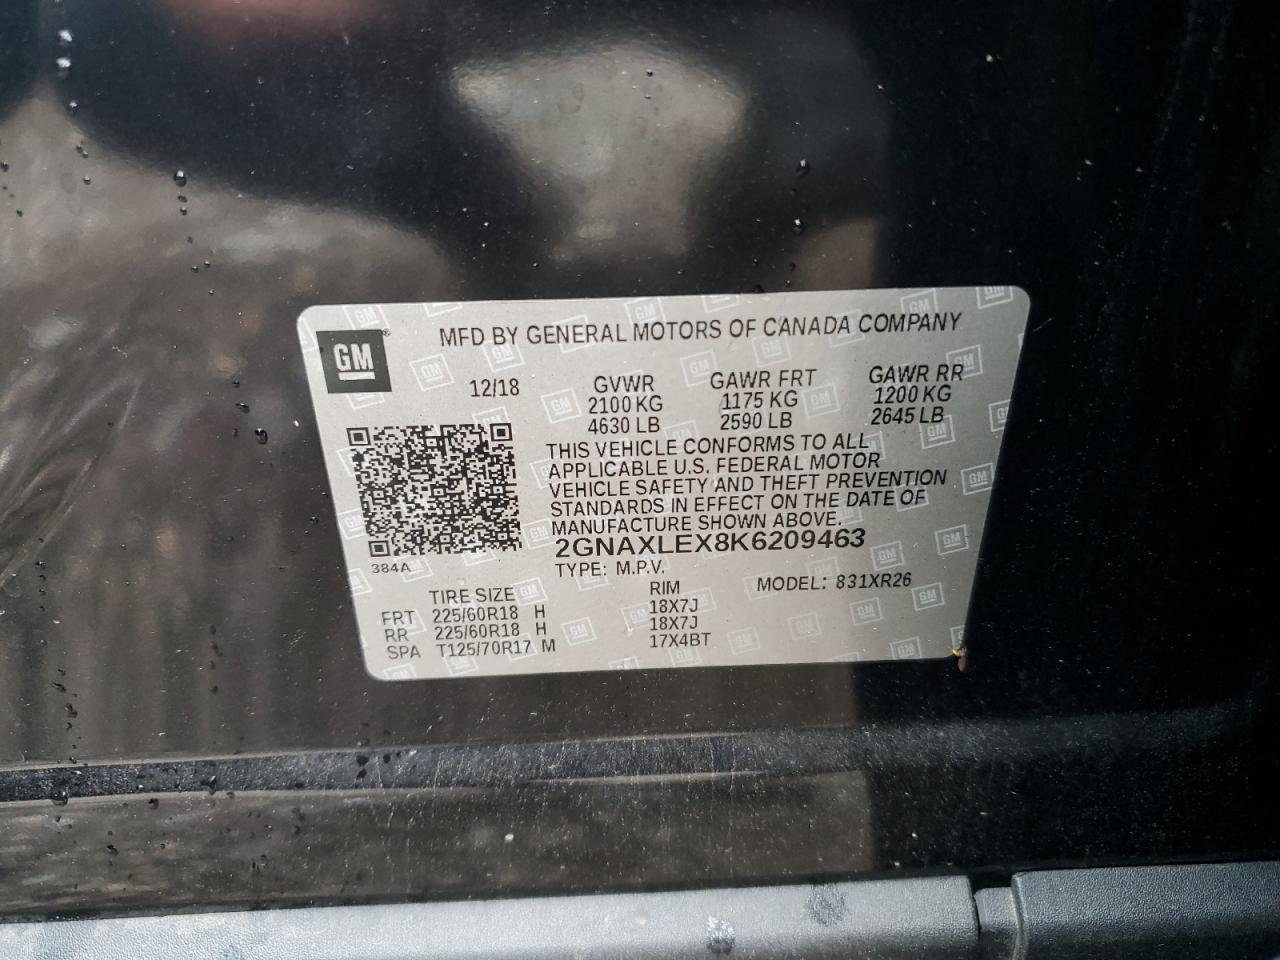 GM
MFD BY GENERAL MOTORS OF CANADA COMPANY
12/18 GVWR GAWR FRT GAWR RR
2100 KG 1175 KG 1200 KG
4630 LB 2590 LB 2645 LB
THIS VEHICLE CONFORMS TO ALL
APPLICABLE U.S. FEDERAL MOTOR
VEHICLE SAFETY AND THEFT PREVENTION
STANDARDS IN EFFECT ON THE DATE OF
MANUFACTURE SHOWN ABOVE.
2GNAXLEX8K6209463
384A
TYPE: M.P.V. MODEL: 831XR26
TIRE SIZE RIM
FRT 225/60R18 H 18X7J
RR 225/60R18 H 18X7J
SPA T125/70R17 M 17X4BT